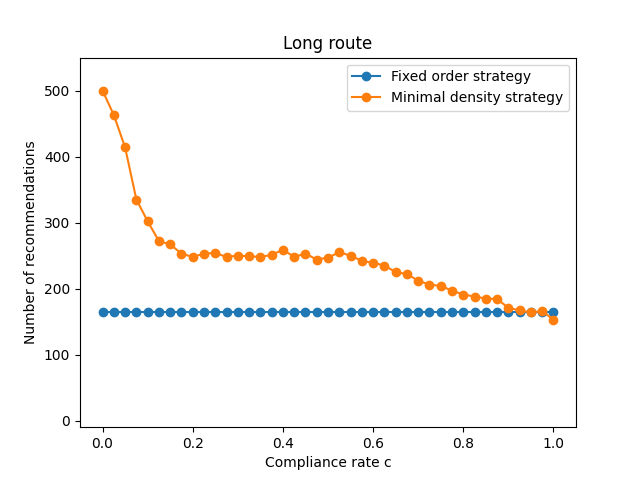 Long route
Fixed order strategy
Minimal density strategy
Number of recommendations
500
400
300
200
100
0
0.0 0.2 0.4 0.6 0.8 1.0
Compliance rate c